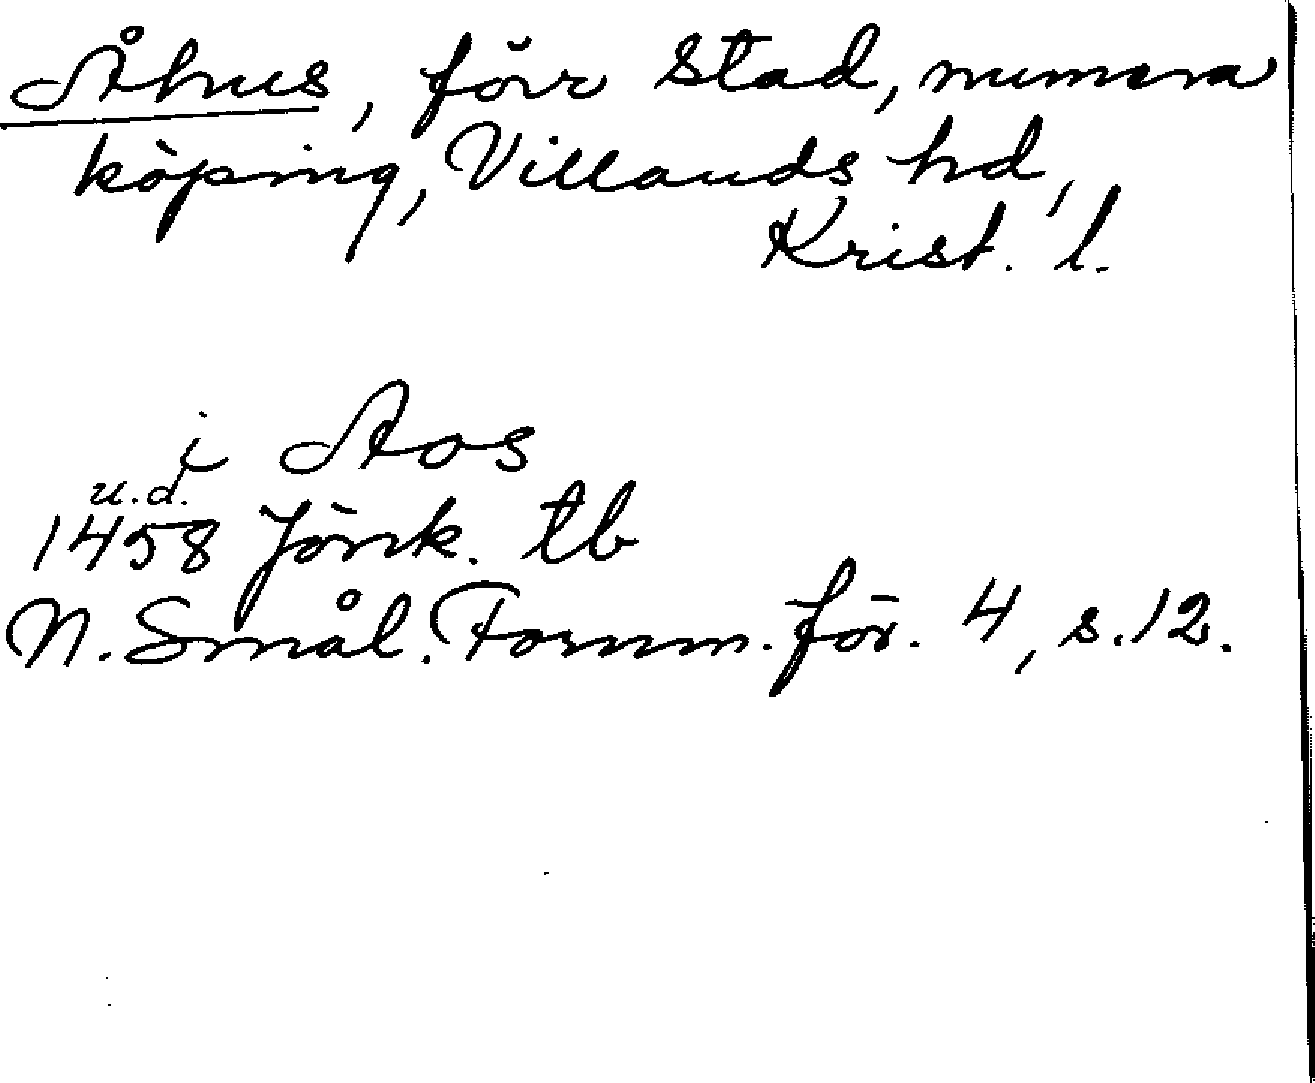 Åhus, förr stad, numera
köping, Villands hd,
Krist. l.
i Aos
u.d.
1458 Jönk. tb
N. Smål. Fornm. för. 4, s. 12.